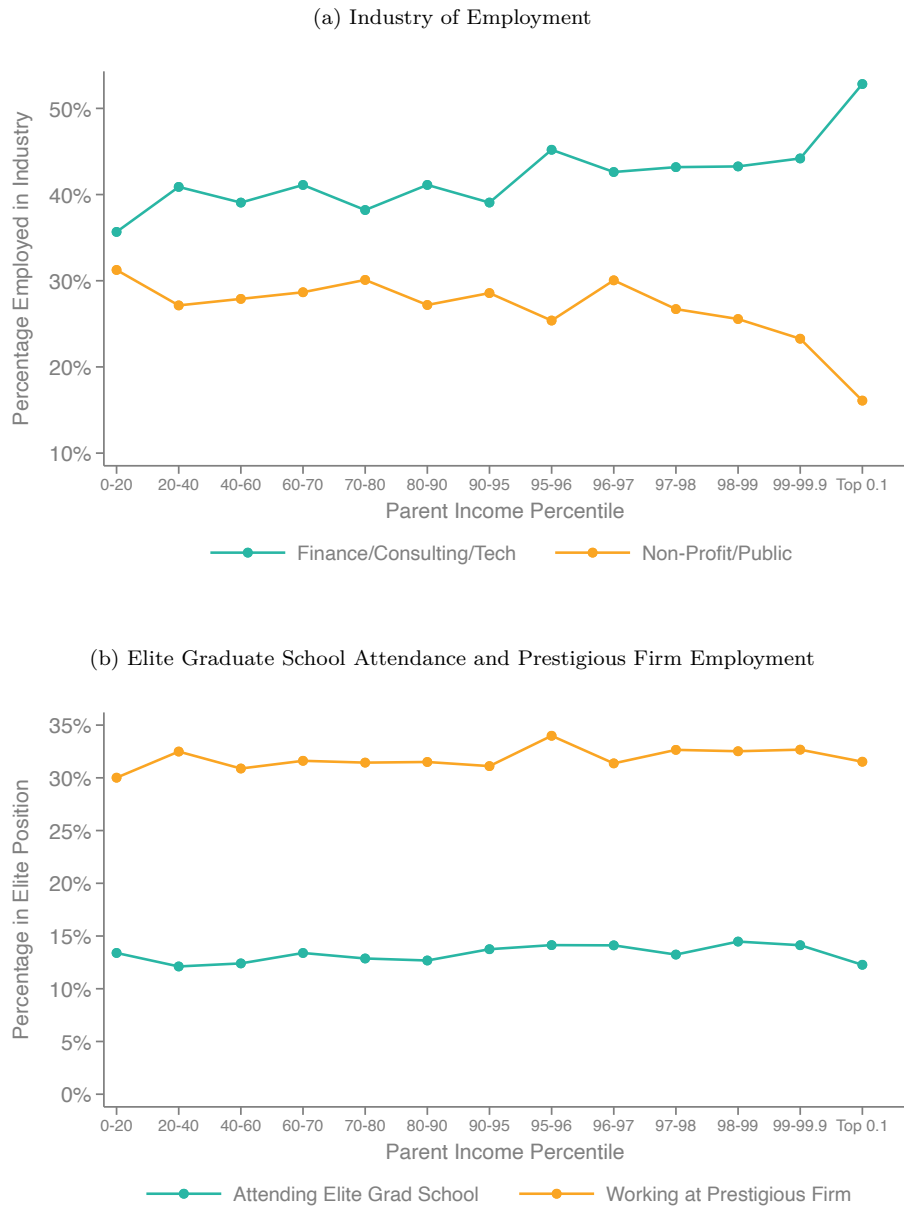 (a) Industry of Employment
Percentage Employed in Industry
50%
40%
30%
20%
10%
0-20 20-40 40-60 60-70 70-80 80-90 90-95 95-96 96-97 97-98 98-99 99-99.9 Top 0.1
Parent Income Percentile
Finance/Consulting/Tech Non-Profit/Public
(b) Elite Graduate School Attendance and Prestigious Firm Employment
Percentage in Elite Position
35%
30%
25%
20%
15%
10%
5%
0%
0-20 20-40 40-60 60-70 70-80 80-90 90-95 95-96 96-97 97-98 98-99 99-99.9 Top 0.1
Parent Income Percentile
Attending Elite Grad School Working at Prestigious Firm